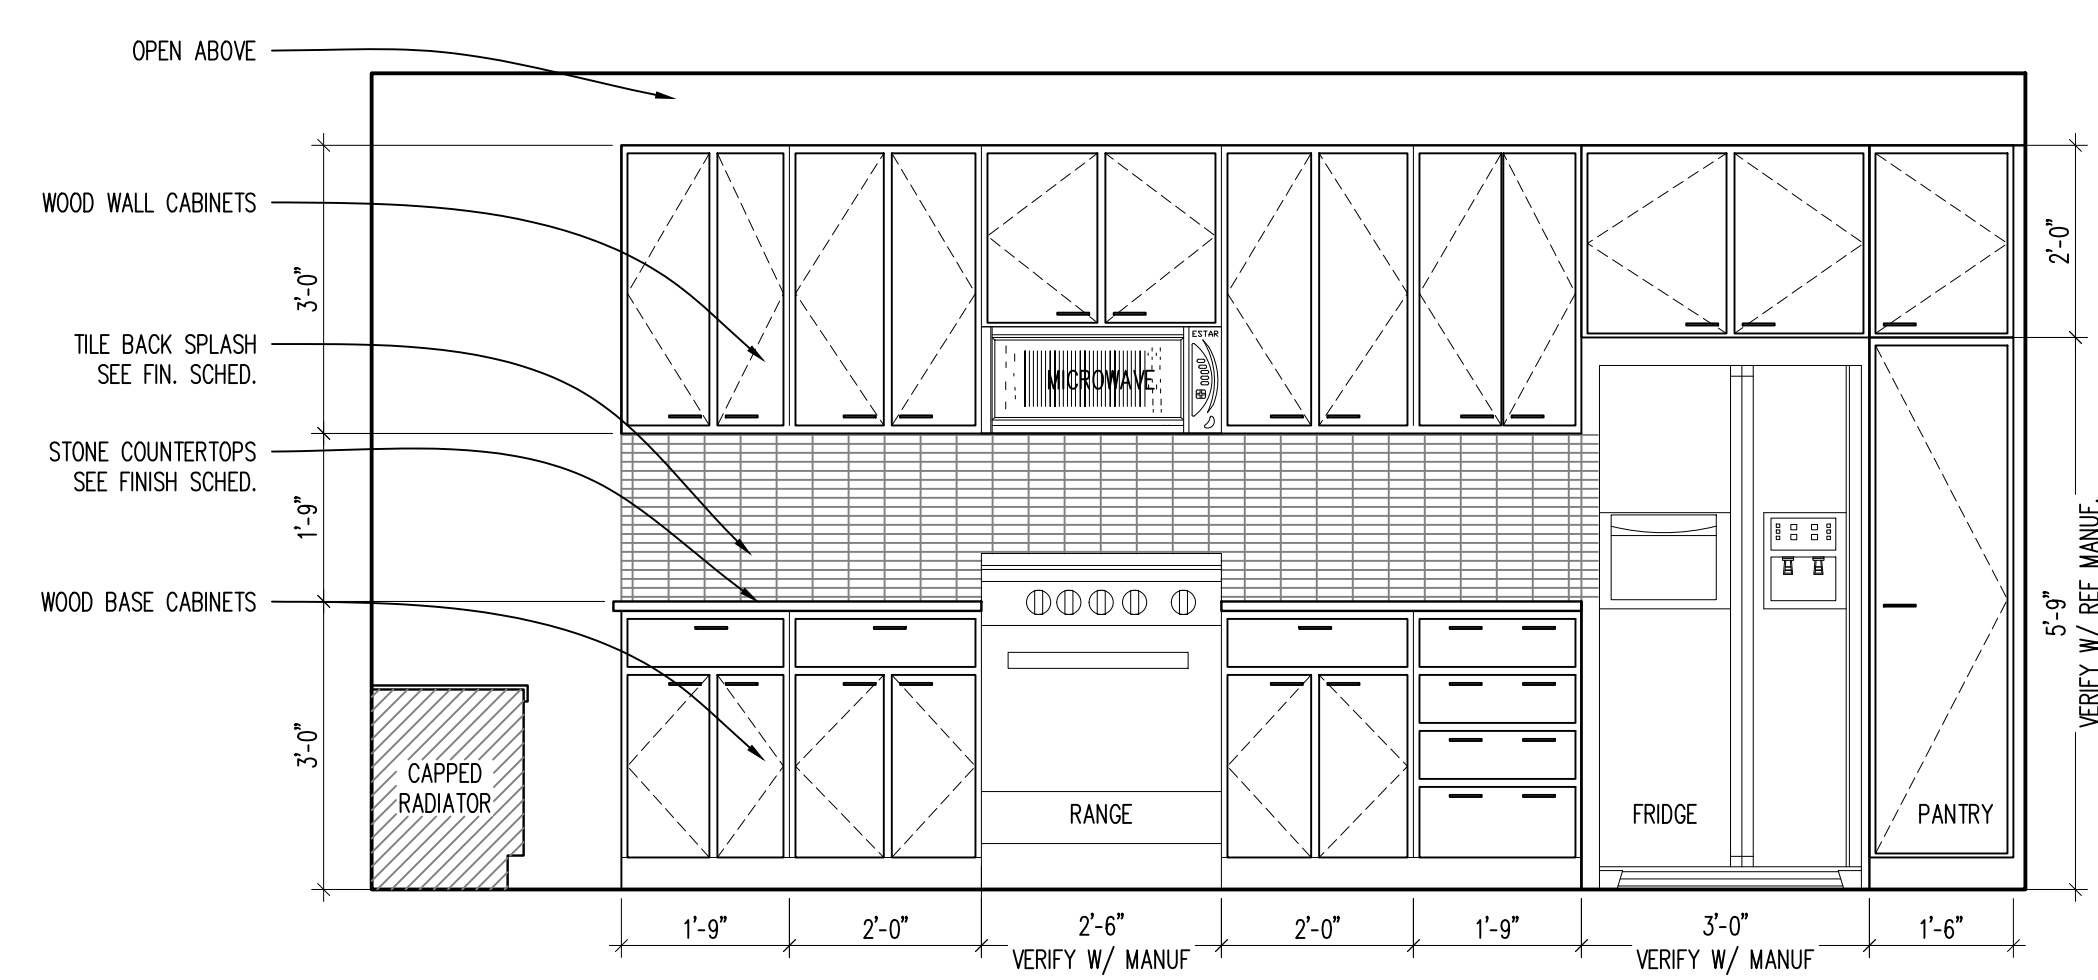 OPEN ABOVE
WOOD WALL CABINETS
3'-0"
2'-0"
TILE BACK SPLASH
SEE FIN. SCHED.
ESTAR
MICROWAVE
STONE COUNTERTOPS
SEE FINISH SCHED.
1'-9"
WOOD BASE CABINETS
5'-9"
VERIFY W/ REF MANUF.
3'-0"
CAPPED
RADIATOR
RANGE
FRIDGE
PANTRY
1'-9"
2'-0"
2'-6"
VERIFY W/ MANUF
2'-0"
1'-9"
3'-0"
VERIFY W/ MANUF
1'-6"